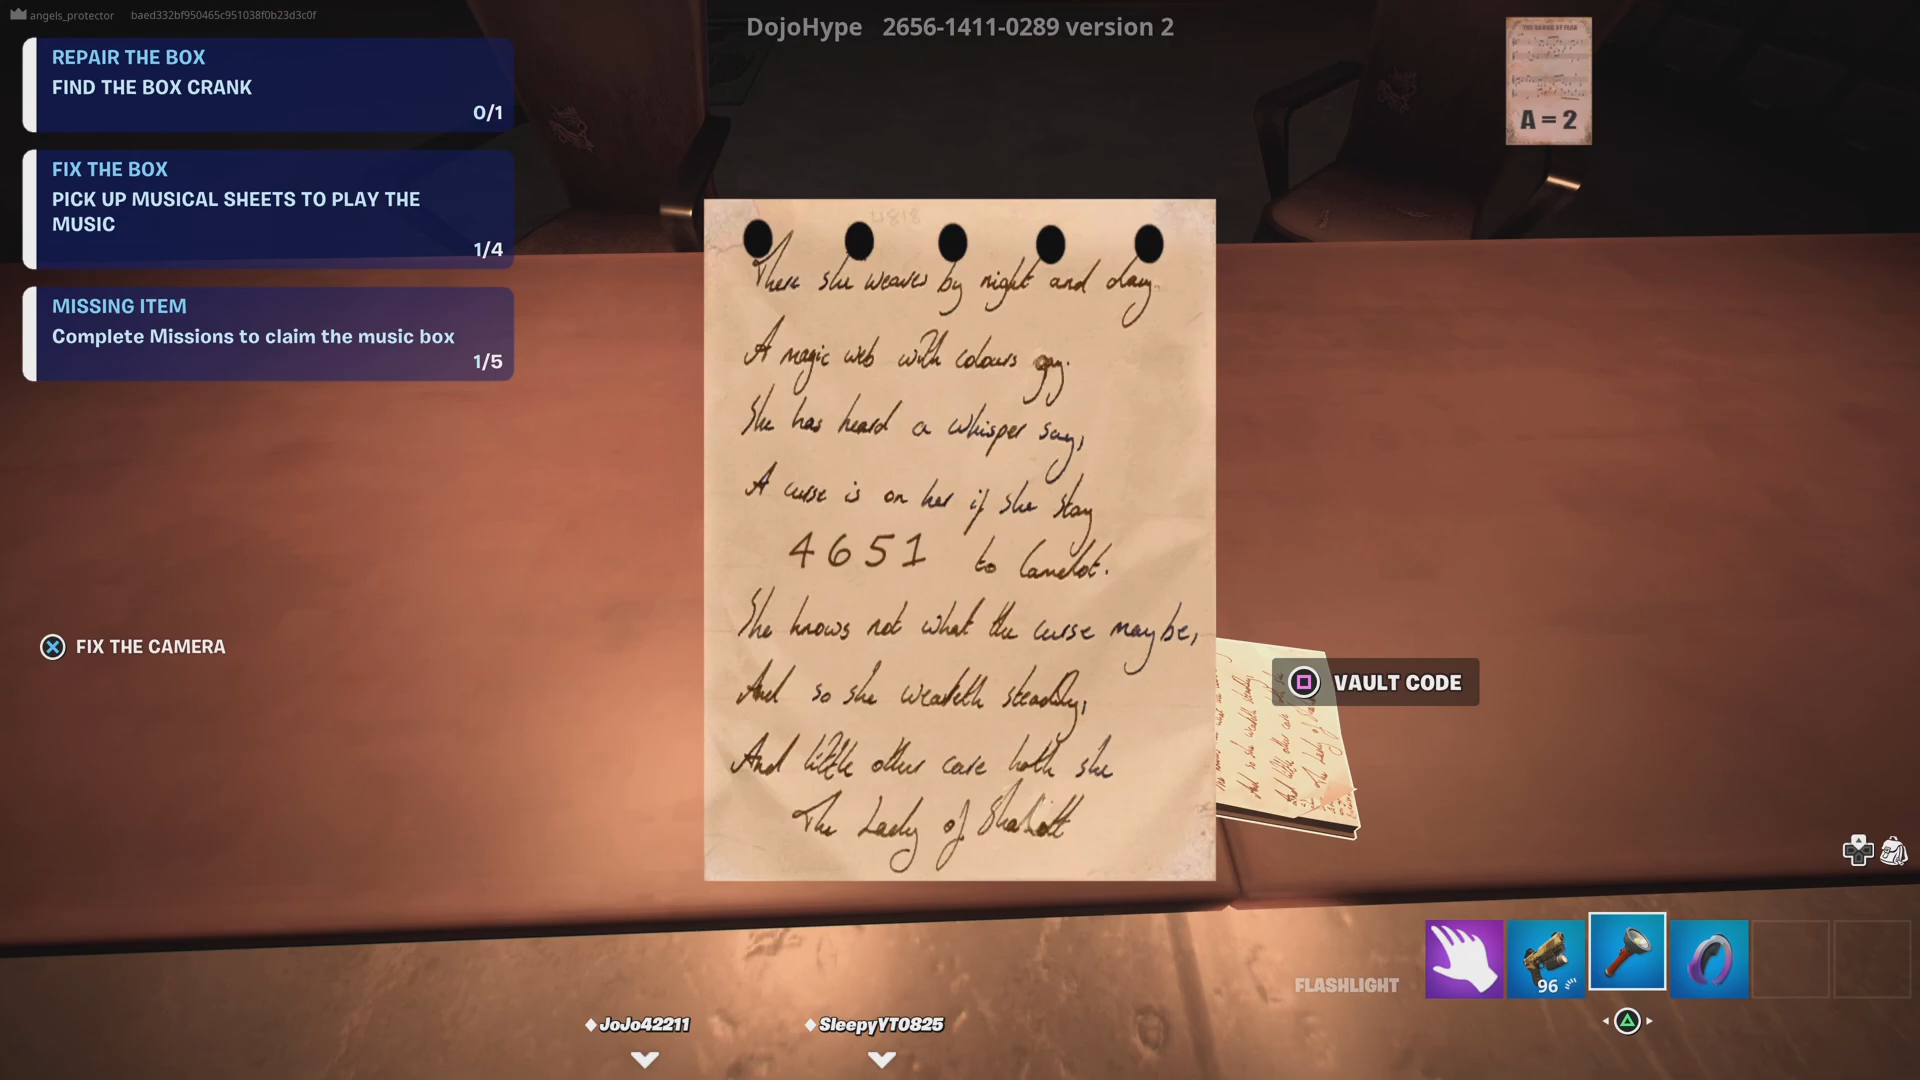 angels_protector baed332bf950465c951038f0b23d3c0f
DojoHype 2656-1411-0289 version 2
REPAIR THE BOX
FIND THE BOX CRANK
0/1
FIX THE BOX
PICK UP MUSICAL SHEETS TO PLAY THE
MUSIC
1/4
MISSING ITEM
Complete Missions to claim the music box
1/5
A = 2
There she weaves by night and day
A magic web with colours gay.
She has heard a whisper say,
A curse is on her if she stay
4651 to Camelot.
She knows not what the curse may be,
And so she weaveth steadily,
And little other care hath she
The Lady of Shalott
FIX THE CAMERA
VAULT CODE
FLASHLIGHT
96
JoJo42211
SleepyYT0825